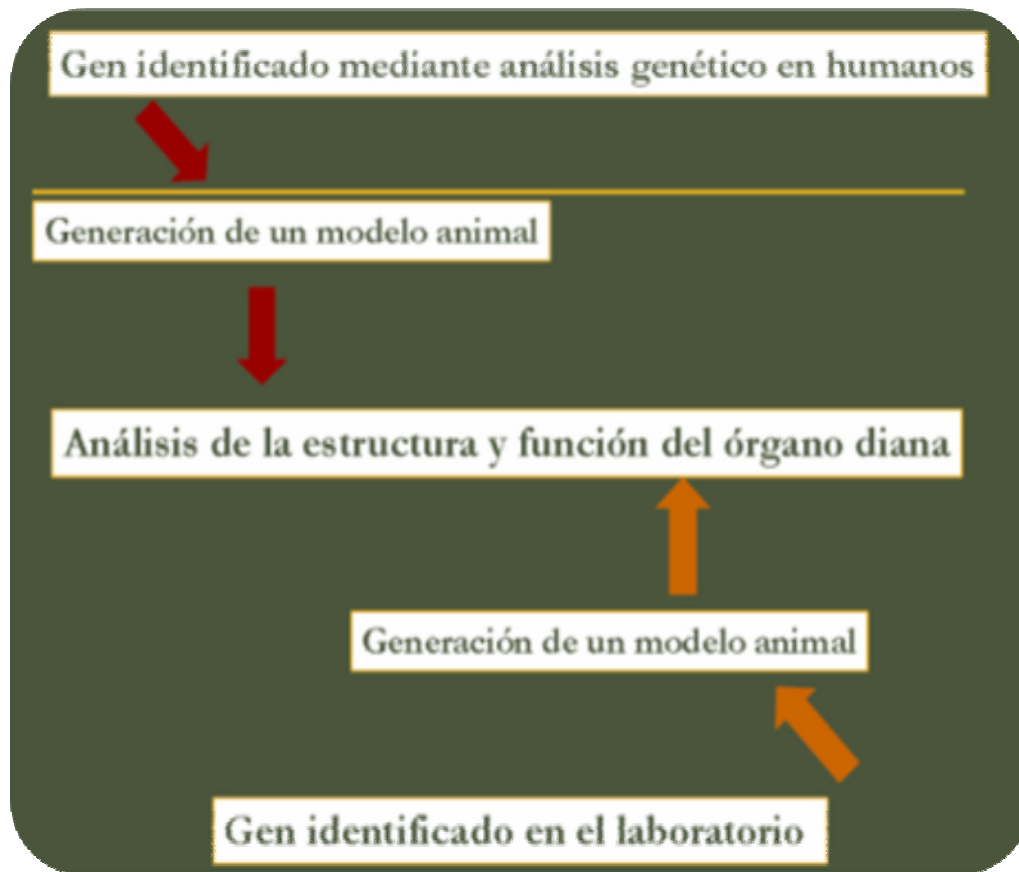 Gen identificado mediante análisis genético en humanos
Generación de un modelo animal
Análisis de la estructura y función del órgano diana
Generación de un modelo animal
Gen identificado en el laboratorio